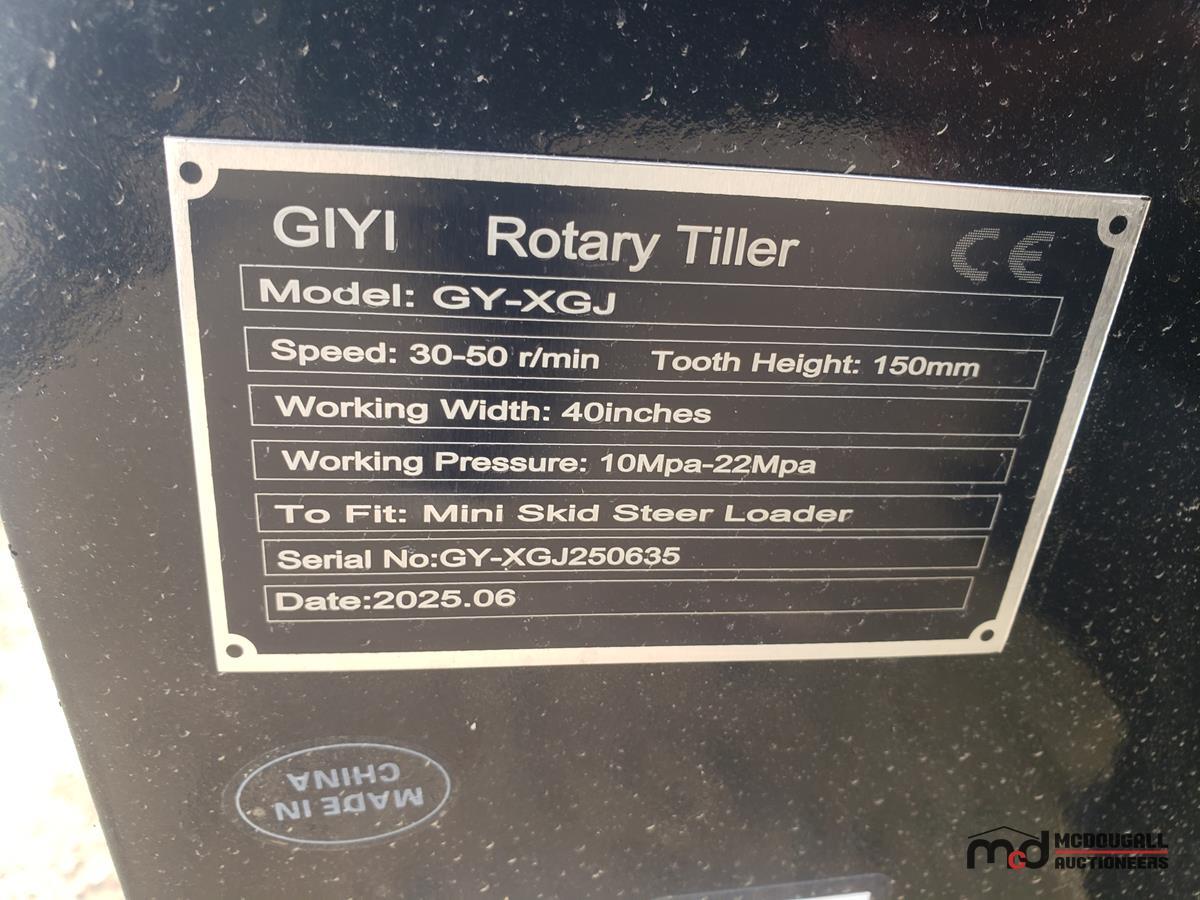 GIYI Rotary Tiller CE
Model: GY-XGJ
Speed: 30-50 r/min Tooth Height: 150mm
Working Width: 40inches
Working Pressure: 10Mpa-22Mpa
To Fit: Mini Skid Steer Loader
Serial No:GY-XGJ250635
Date:2025.06
MADE IN
CHINA
mcd MCDOUGALL
AUCTIONEERS